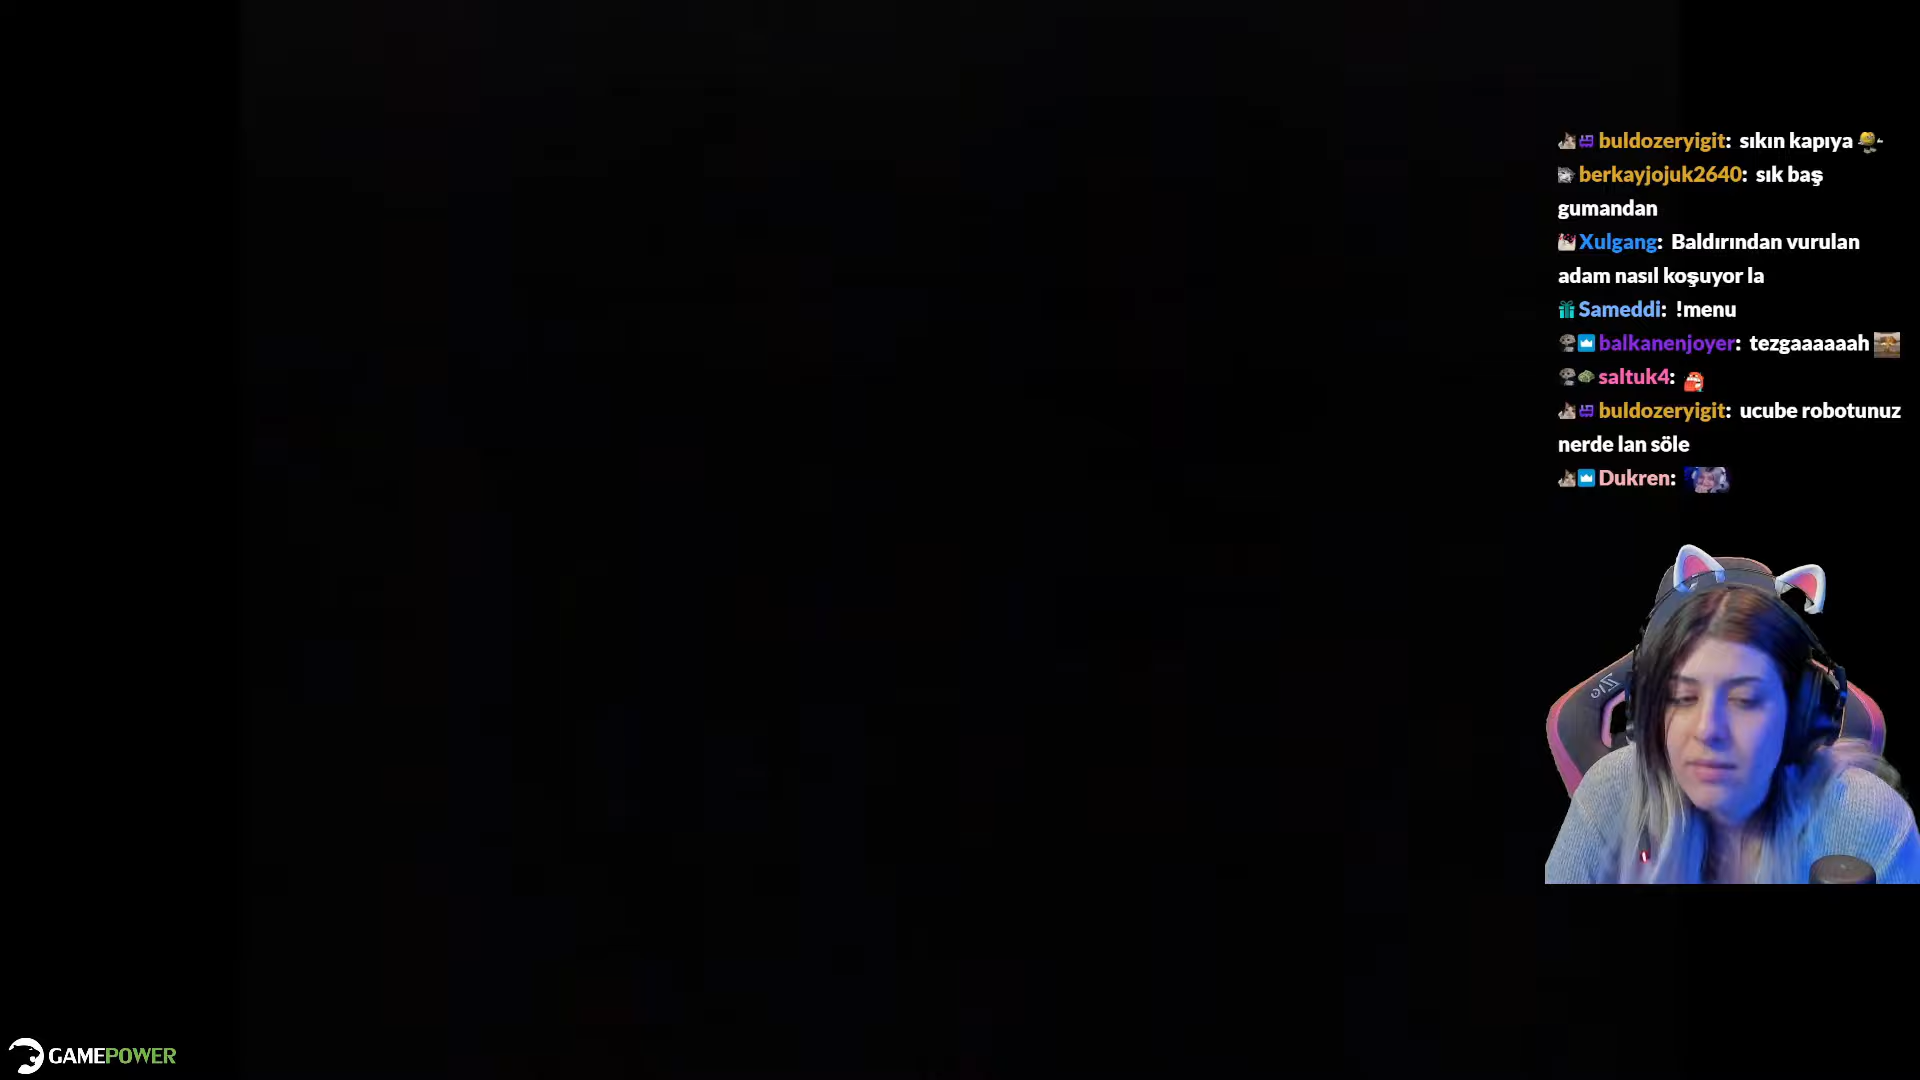 buldozeryigit: sıkın kapıya
berkayjojuk2640: sık baş
gumandan
Xulgang: Baldırından vurulan
adam nasıl koşuyor la
Sameddi: !menu
balkanenjoyer: tezgaaaaaah
saltuk4:
buldozeryigit: ucube robotunuz
nerde lan söle
Dukren:
GAMEPOWER